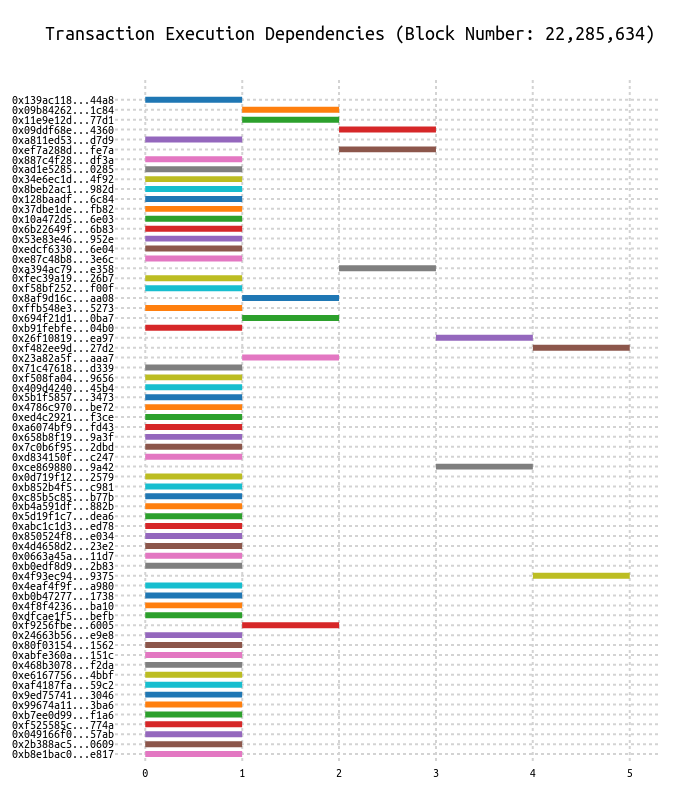 Transaction Execution Dependencies (Block Number: 22,285,634)
0x139ac118...44a8
0x09b84262...1c84
0x11e9e12d...77d1
0x09ddf68e...4360
0xa811ed53...d7d9
0xef7a288d...fe7a
0x887c4f28...df3a
0xad1e5285...0285
0x34e6ec1d...4f92
0x8beb2ac1...982d
0x128baadf...6c84
0x37dbe1de...fb82
0x10a472d5...6e03
0x6b22649f...6b83
0x53e83e46...952e
0xedcf6330...6e04
0xe87c48b8...3e6c
0xa394ac79...e358
0xfec39a19...26b7
0xf58bf252...f00f
0x8af9d16c...aa08
0xffb548e3...5273
0x694f21d1...0ba7
0xb91febfe...04b0
0x26f10819...ea97
0xf482ee9d...27d2
0x23a82a5f...aaa7
0x71c47618...d339
0xf508fa04...9656
0x409d4240...45b4
0x5b1f5857...3473
0x4786c970...be72
0xed4c2921...f3ce
0xa6074bf9...fd43
0x658b8f19...9a3f
0x7c0b6f95...2dbd
0xd834150f...c247
0xce869880...9a42
0x0d719f12...2579
0xb852b4f5...c981
0xc85b5c85...b77b
0xb4a591df...882b
0x5d19f1c7...dea6
0xabc1c1d3...ed78
0x850524f8...e034
0x4d4658d2...23e2
0x0663a45a...11d7
0xb0edf8d9...2b83
0x4f93ec94...9375
0x4eaf4f9f...a980
0xb0b47277...1738
0x4f8f4236...ba10
0xdfcae1f5...befb
0xf9256fbe...6005
0x24663b56...e9e8
0x80f03154...1562
0xabfe360a...151c
0x468b3078...f2da
0xe6167756...4bbf
0xaf4187fa...59c2
0x9ed75741...3046
0x99674a11...3ba6
0xb7ee0d99...f1a6
0xf525585c...774a
0x049166f0...57ab
0x2b388ac5...0609
0xb8e1bac0...e817
0 1 2 3 4 5